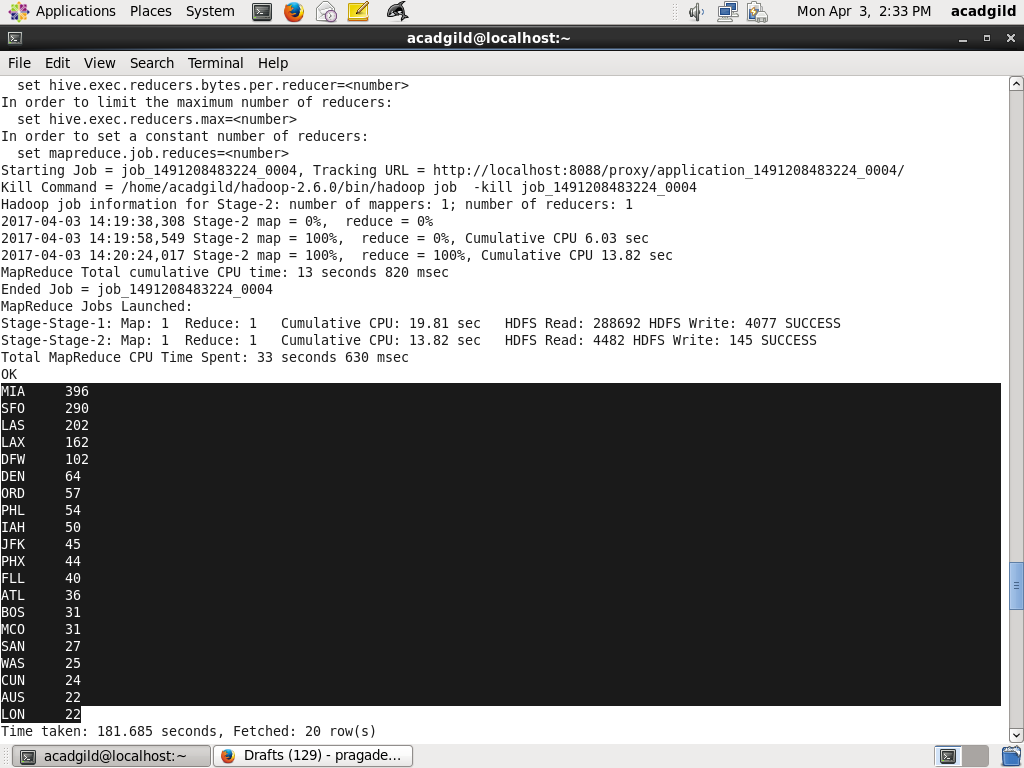 Applications Places System Mon Apr 3, 2:33 PM acadgild
acadgild@localhost:~
File Edit View Search Terminal Help
  set hive.exec.reducers.bytes.per.reducer=<number>
In order to limit the maximum number of reducers:
  set hive.exec.reducers.max=<number>
In order to set a constant number of reducers:
  set mapreduce.job.reduces=<number>
Starting Job = job_1491208483224_0004, Tracking URL = http://localhost:8088/proxy/application_1491208483224_0004/
Kill Command = /home/acadgild/hadoop-2.6.0/bin/hadoop job  -kill job_1491208483224_0004
Hadoop job information for Stage-2: number of mappers: 1; number of reducers: 1
2017-04-03 14:19:38,308 Stage-2 map = 0%,  reduce = 0%
2017-04-03 14:19:58,549 Stage-2 map = 100%,  reduce = 0%, Cumulative CPU 6.03 sec
2017-04-03 14:20:24,017 Stage-2 map = 100%,  reduce = 100%, Cumulative CPU 13.82 sec
MapReduce Total cumulative CPU time: 13 seconds 820 msec
Ended Job = job_1491208483224_0004
MapReduce Jobs Launched:
Stage-Stage-1: Map: 1  Reduce: 1   Cumulative CPU: 19.81 sec   HDFS Read: 288692 HDFS Write: 4077 SUCCESS
Stage-Stage-2: Map: 1  Reduce: 1   Cumulative CPU: 13.82 sec   HDFS Read: 4482 HDFS Write: 145 SUCCESS
Total MapReduce CPU Time Spent: 33 seconds 630 msec
OK
MIA     396
SFO     290
LAS     202
LAX     162
DFW     102
DEN     64
ORD     57
PHL     54
IAH     50
JFK     45
PHX     44
FLL     40
ATL     36
BOS     31
MCO     31
SAN     27
WAS     25
CUN     24
AUS     22
LON     22
Time taken: 181.685 seconds, Fetched: 20 row(s)
acadgild@localhost:~ Drafts (129) - pragade...